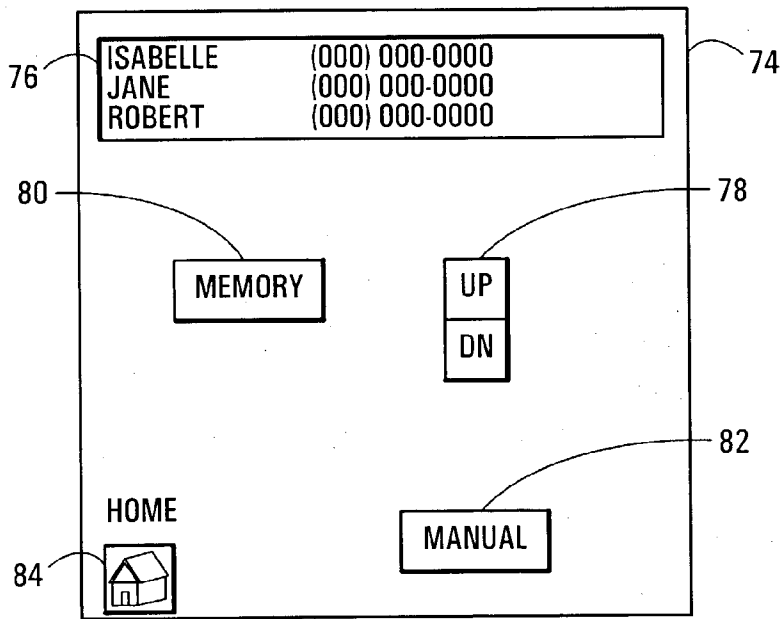 76 ISABELLE (000) 000-0000 74
JANE (000) 000-0000
ROBERT (000) 000-0000
80 78
MEMORY UP
DN
82
HOME MANUAL
84